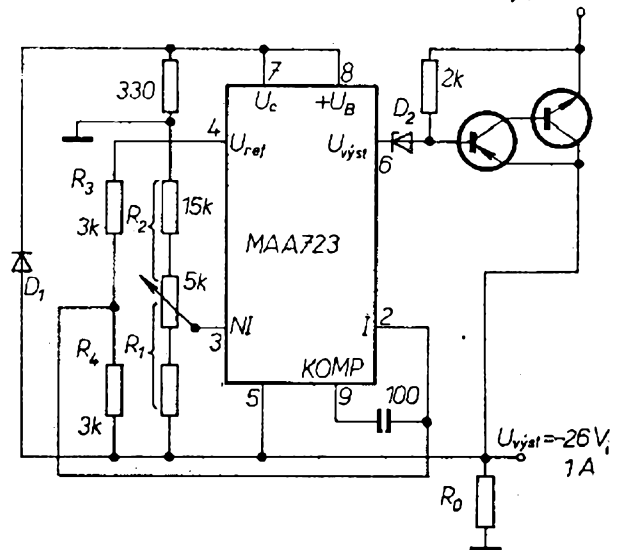 330
7
8
U_c
+U_B
2k
D_2
4
U_ref
U_výst
6
R_3
3k
R_2
15k
MAA723
D_1
5k
3
NI
I
2
R_4
R_1
KOMP
3k
5
9
100
U_výst=-26 V,
1A
R_0